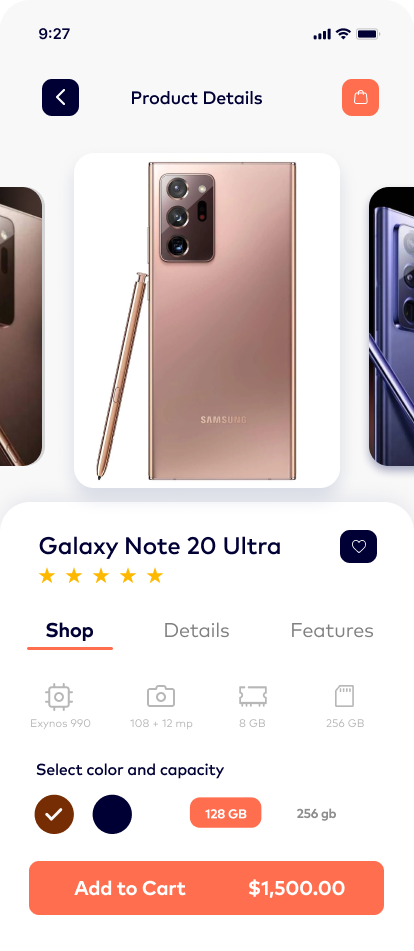 9:27
Product Details
SAMSUNG
Galaxy Note 20 Ultra
Shop Details Features
Exynos 990 108 + 12 mp 8 GB 256 GB
Select color and capacity
128 GB 256 gb
Add to Cart $1,500.00